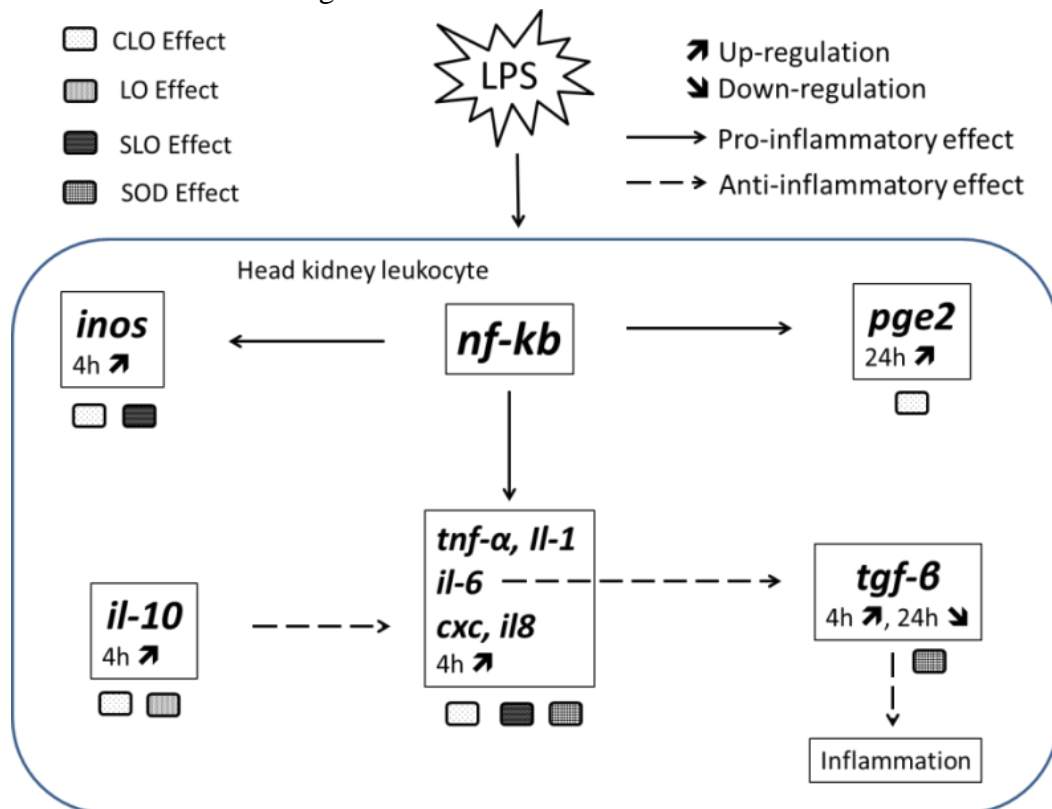 CLO Effect
LO Effect
SLO Effect
SOD Effect
LPS
Up-regulation
Down-regulation
Pro-inflammatory effect
Anti-inflammatory effect
Head kidney leukocyte
inos
4h ↗
nf-kb
pge2
24h ↗
il-10
4h ↗
tnf-α, Il-1
il-6
cxc, il8
4h ↗
tgf-β
4h ↗, 24h ↘
Inflammation